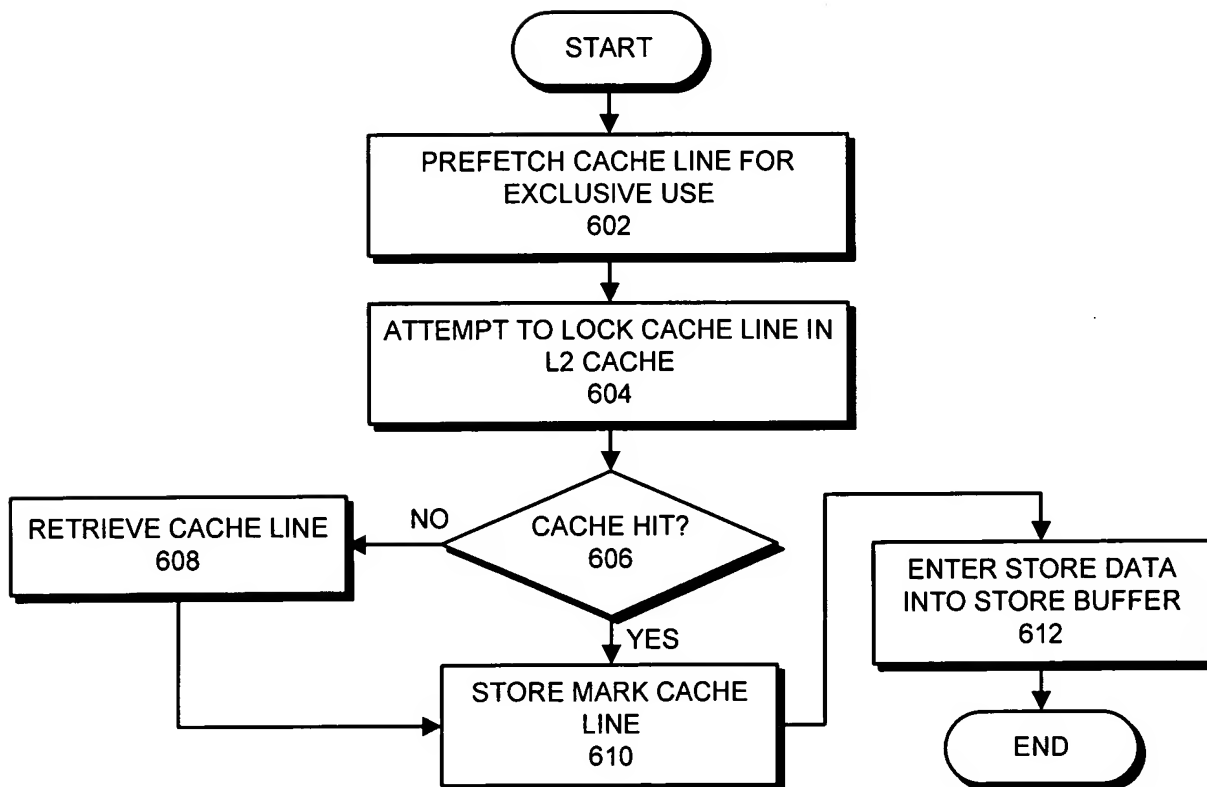 START
PREFETCH CACHE LINE FOR
EXCLUSIVE USE
602
ATTEMPT TO LOCK CACHE LINE IN
L2 CACHE
604
CACHE HIT?
606
NO
RETRIEVE CACHE LINE
608
YES
STORE MARK CACHE
LINE
610
ENTER STORE DATA
INTO STORE BUFFER
612
END